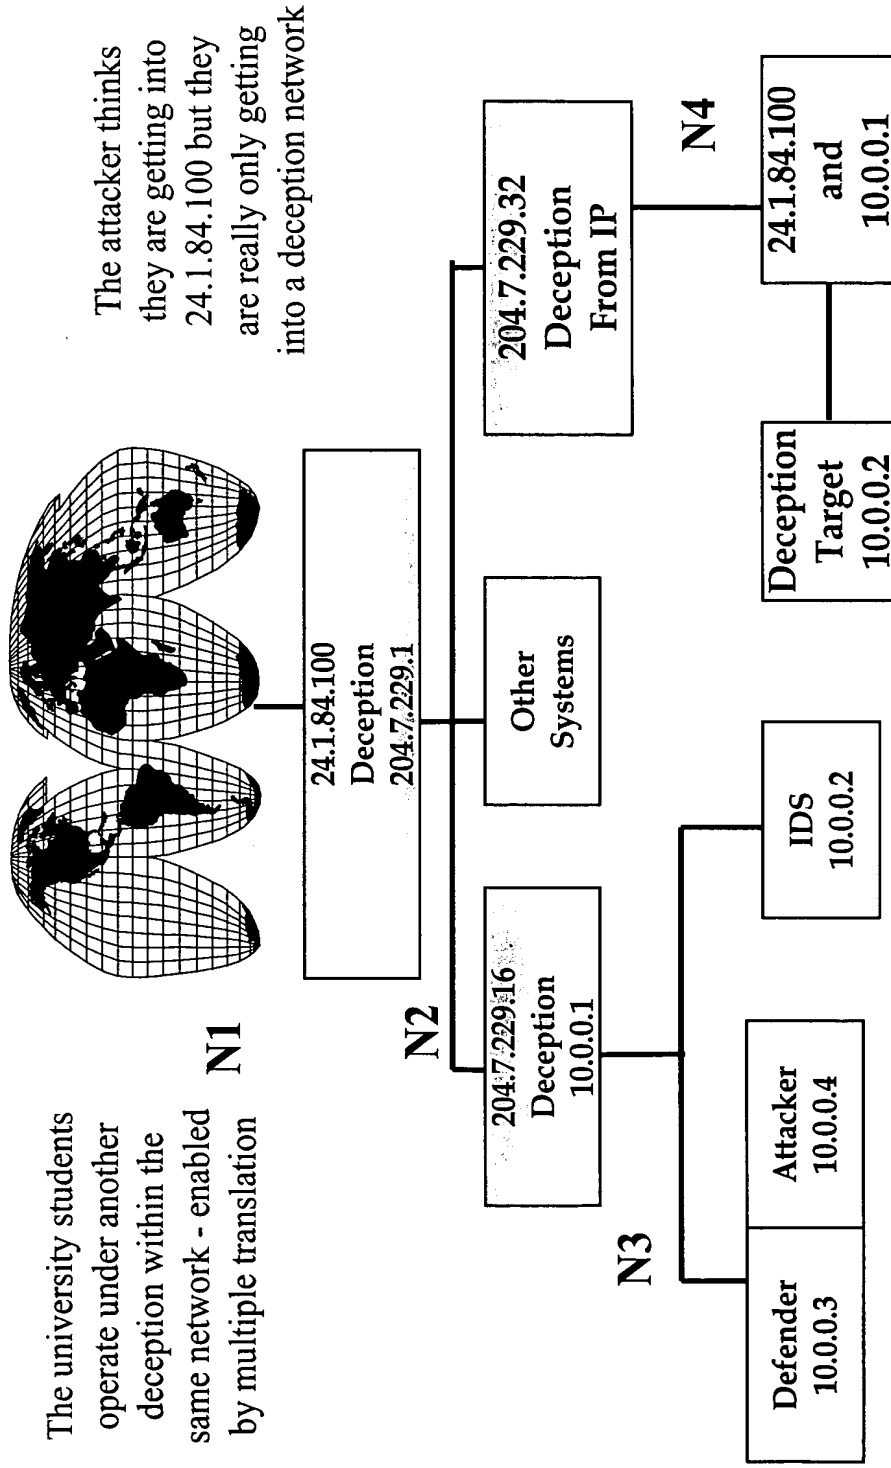 The university students
operate under another
deception within the
same network - enabled
by multiple translation
The attacker thinks
they are getting into
24.1.84.100 but they
are really only getting
into a deception network
N1
24.1.84.100
Deception
204.7.229.1
N2
204.7.229.16
Deception
10.0.0.1
Other
Systems
204.7.229.32
Deception
From IP
N3
N4
Defender
10.0.0.3
Attacker
10.0.0.4
IDS
10.0.0.2
Deception
Target
10.0.0.2
24.1.84.100
and
10.0.0.1